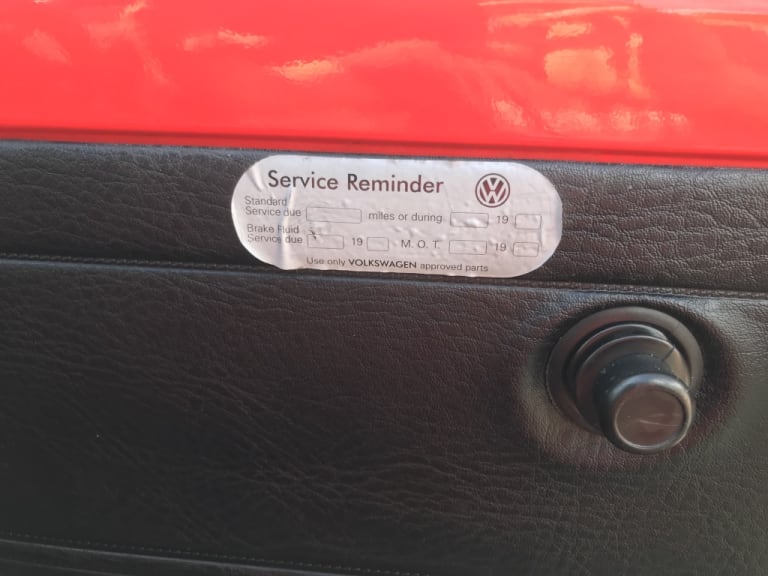 Service Reminder
Standard
Service due miles or during 19
Brake Fluid
Service due 19 M.O.T. 19
Use only VOLKSWAGEN approved parts